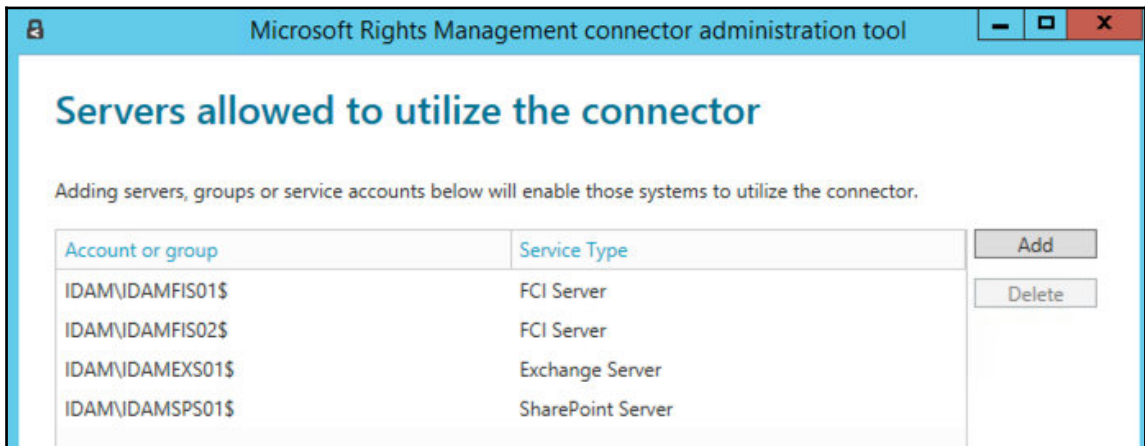 Microsoft Rights Management connector administration tool
Servers allowed to utilize the connector
Adding servers, groups or service accounts below will enable those systems to utilize the connector.
Account or group Service Type Add
IDAM\IDAMFIS01$ FCI Server Delete
IDAM\IDAMFIS02$ FCI Server
IDAM\IDAMEXS01$ Exchange Server
IDAM\IDAMSPS01$ SharePoint Server